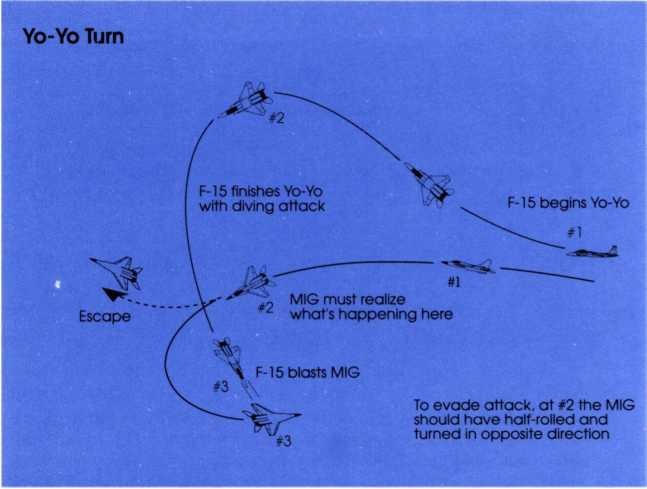 Yo-Yo Turn
#2
F-15 finishes Yo-Yo
with diving attack
F-15 begins Yo-Yo
#1
#1
#2
MIG must realize
what's happening here
Escape
F-15 blasts MIG
#3
#3
To evade attack, at #2 the MIG
should have half-rolled and
turned in opposite direction